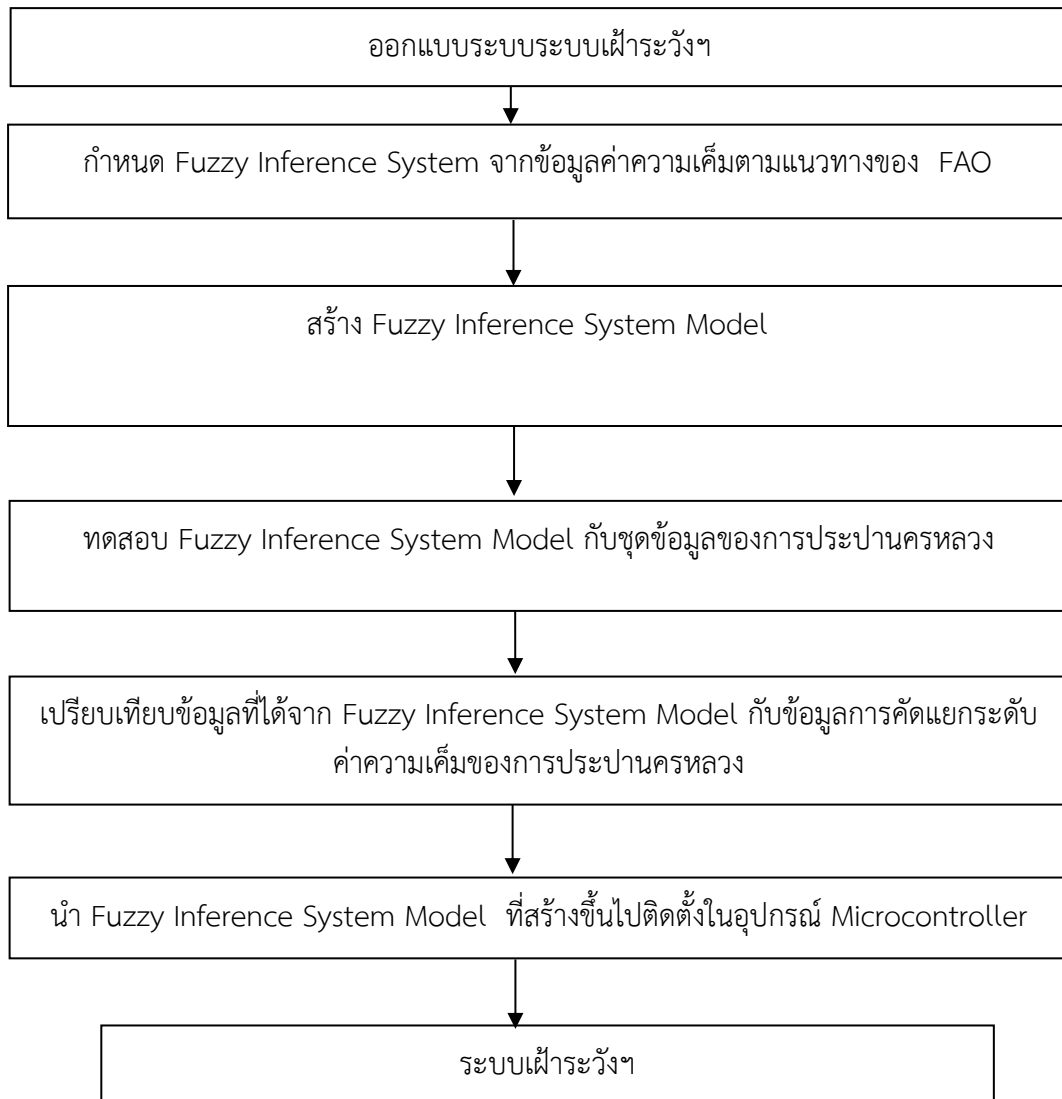 ออกแบบระบบระบบเฝ้าระวังฯ
กำหนด Fuzzy Inference System จากข้อมูลค่าความเค็มตามแนวทางของ FAO
สร้าง Fuzzy Inference System Model
ทดสอบ Fuzzy Inference System Model กับชุดข้อมูลของการประปานครหลวง
เปรียบเทียบข้อมูลที่ได้จาก Fuzzy Inference System Model กับข้อมูลการคัดแยกระดับ
ค่าความเค็มของการประปานครหลวง
นำ Fuzzy Inference System Model ที่สร้างขึ้นไปติดตั้งในอุปกรณ์ Microcontroller
ระบบเฝ้าระวังฯ